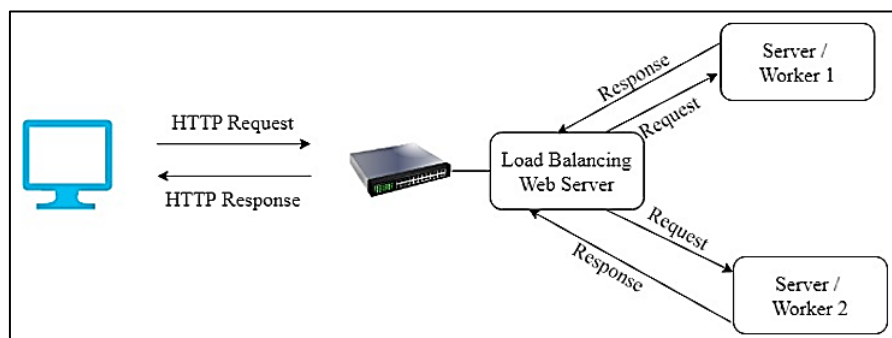 HTTP Request
HTTP Response
Load Balancing
Web Server
Response
Request
Server /
Worker 1
Request
Response
Server /
Worker 2